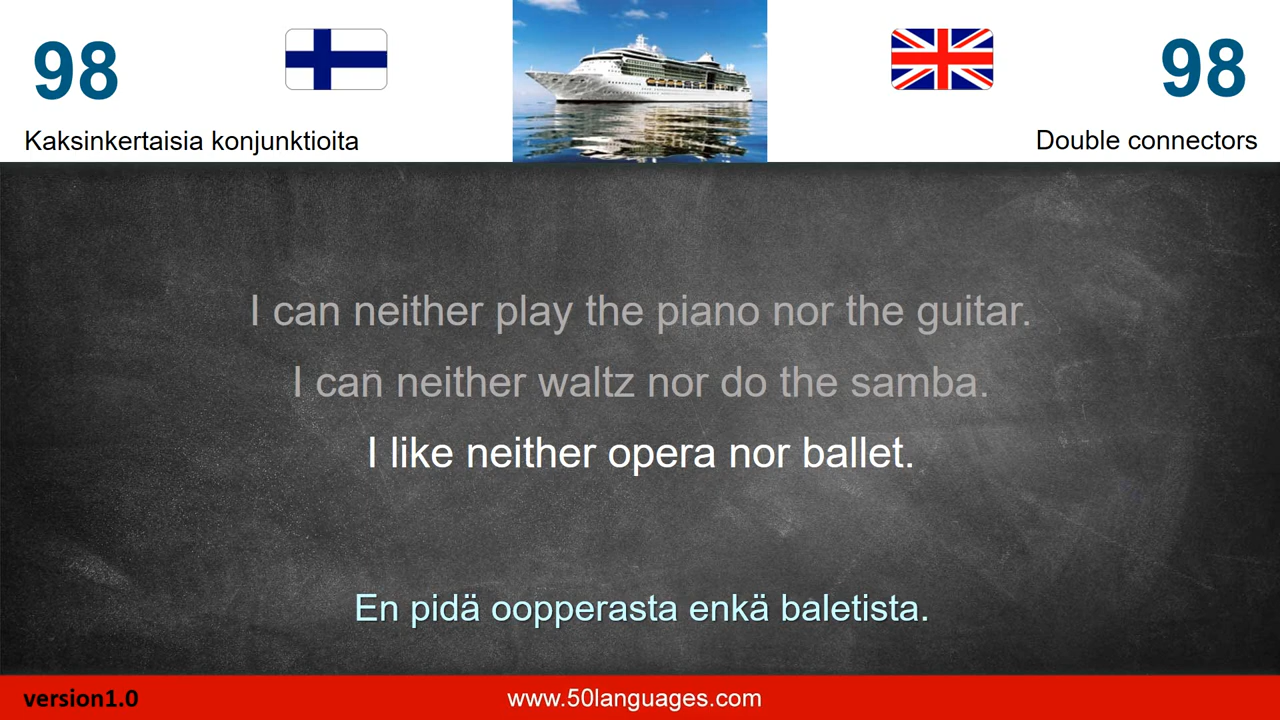 98
98
Kaksinkertaisia konjunktioita
Double connectors
I can neither play the piano nor the guitar.
I can neither waltz nor do the samba.
I like neither opera nor ballet.
En pidä oopperasta enkä baletista.
version1.0
www.50languages.com